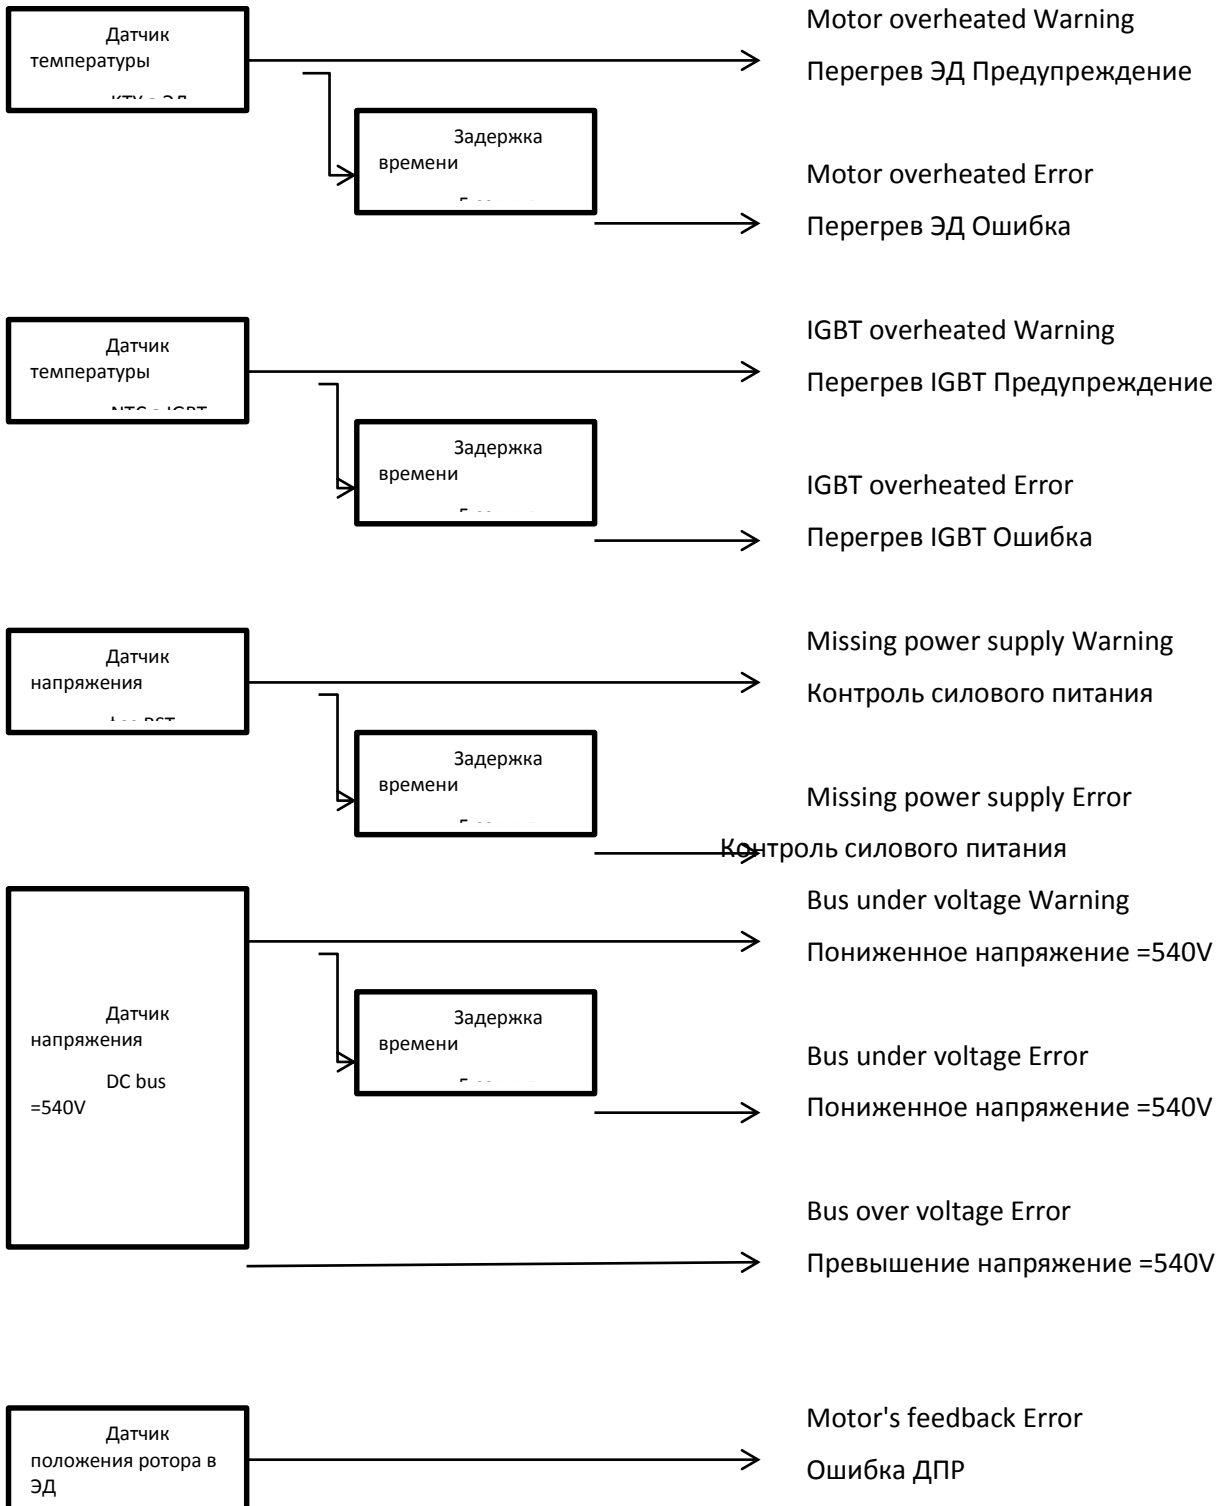 Датчик
температуры
Motor overheated Warning
Перегрев ЭД Предупреждение
Задержка
времени
Motor overheated Error
Перегрев ЭД Ошибка
Датчик
температуры
IGBT overheated Warning
Перегрев IGBT Предупреждение
Задержка
времени
IGBT overheated Error
Перегрев IGBT Ошибка
Датчик
напряжения
Missing power supply Warning
Контроль силового питания
Задержка
времени
Missing power supply Error
Контроль силового питания
Датчик
напряжения
DC bus
=540V
Bus under voltage Warning
Пониженное напряжение =540V
Задержка
времени
Bus under voltage Error
Пониженное напряжение =540V
Bus over voltage Error
Превышение напряжение =540V
Датчик
положения ротора в
ЭД
Motor's feedback Error
Ошибка ДПР